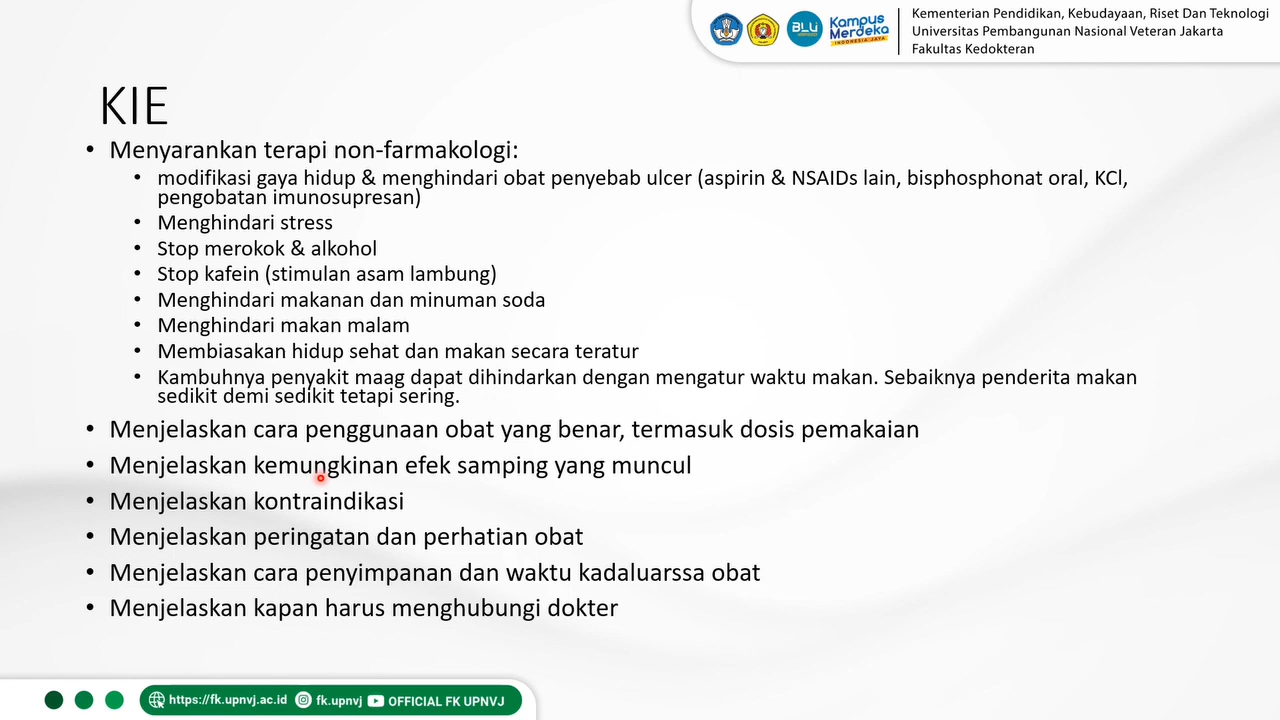 Kementerian Pendidikan, Kebudayaan, Riset Dan Teknologi
Universitas Pembangunan Nasional Veteran Jakarta
Fakultas Kedokteran
BLU
Kampus
Merdeka
INDONESIA JAYA
KIE
• Menyarankan terapi non-farmakologi:
• modifikasi gaya hidup & menghindari obat penyebab ulcer (aspirin & NSAIDs lain, bisphosphonat oral, KCl,
pengobatan imunosupresan)
• Menghindari stress
• Stop merokok & alkohol
• Stop kafein (stimulan asam lambung)
• Menghindari makanan dan minuman soda
• Menghindari makan malam
• Membiasakan hidup sehat dan makan secara teratur
• Kambuhnya penyakit maag dapat dihindarkan dengan mengatur waktu makan. Sebaiknya penderita makan
sedikit demi sedikit tetapi sering.
• Menjelaskan cara penggunaan obat yang benar, termasuk dosis pemakaian
• Menjelaskan kemungkinan efek samping yang muncul
• Menjelaskan kontraindikasi
• Menjelaskan peringatan dan perhatian obat
• Menjelaskan cara penyimpanan dan waktu kadaluarssa obat
• Menjelaskan kapan harus menghubungi dokter
https://fk.upnvj.ac.id fk.upnvj OFFICIAL FK UPNVJ